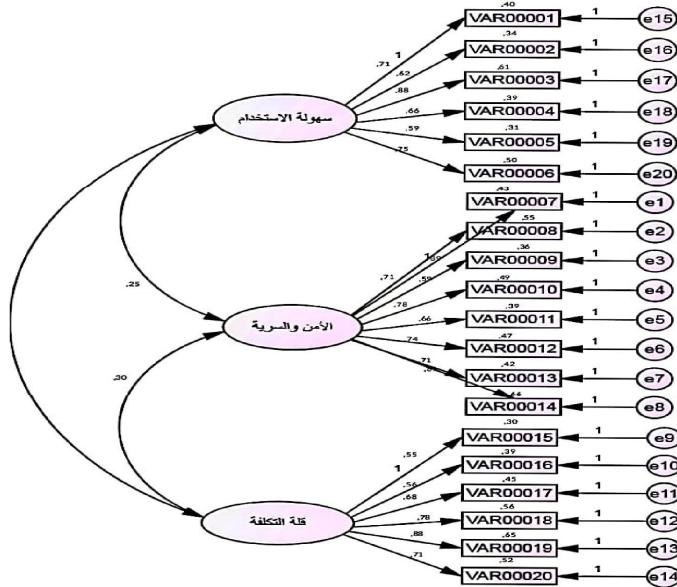 ,40
VAR00001 1 e15
,34
,71 1 VAR00002 1 e16
,62 ,61
,88 VAR00003 1 e17
,39
سهولة الاستخدام ,66 VAR00004 1 e18
,31
,59 VAR00005 1 e19
,50
,75 VAR00006 1 e20
,43
VAR00007 1 e1
,55
VAR00008 1 e2
,36
,71 VAR00009 1 e3
,59 ,49
,25 ,78 VAR00010 1 e4
,39
الأمن والسرية ,66 VAR00011 1 e5
,47
,74 VAR00012 1 e6
,42
,71 VAR00013 1 e7
,30 VAR00014 1 e8
,30
VAR00015 1 e9
,55 ,39
1 VAR00016 1 e10
,56 ,45
,68 VAR00017 1 e11
,56
قلة التكلفة ,78 VAR00018 1 e12
,65
,88 VAR00019 1 e13
,52
,71 VAR00020 1 e14